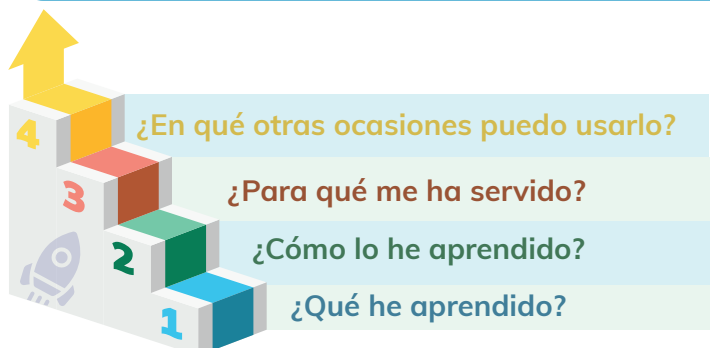 4 ¿En qué otras ocasiones puedo usarlo?
3 ¿Para qué me ha servido?
2 ¿Cómo lo he aprendido?
1 ¿Qué he aprendido?